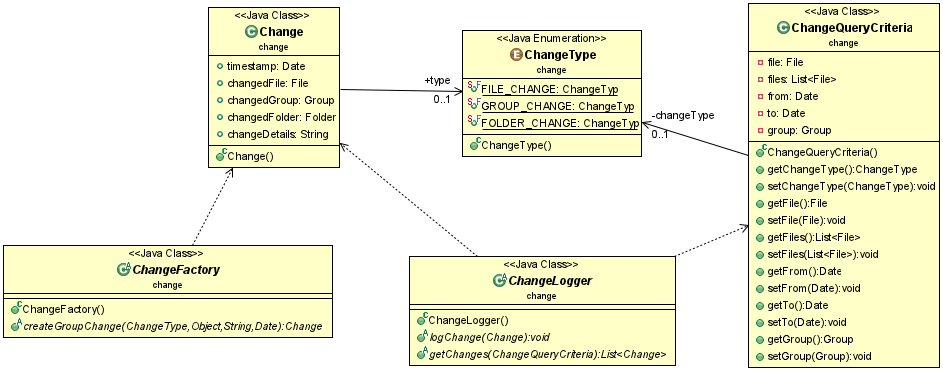 <<Java Class>>
Change
change
timestamp: Date
changedFile: File
changedGroup: Group
changedFolder: Folder
changeDetails: String
Change()
+type
0..1
<<Java Enumeration>>
ChangeType
change
FILE_CHANGE: ChangeTyp
GROUP_CHANGE: ChangeTyp
FOLDER_CHANGE: ChangeTyp
ChangeType()
-changeType
0..1
<<Java Class>>
ChangeQueryCriteria
change
file: File
files: List<File>
from: Date
to: Date
group: Group
ChangeQueryCriteria()
getChangeType():ChangeType
setChangeType(ChangeType):void
getFile():File
setFile(File):void
getFiles():List<File>
setFiles(List<File>):void
getFrom():Date
setFrom(Date):void
getTo():Date
setTo(Date):void
getGroup():Group
setGroup(Group):void
<<Java Class>>
ChangeFactory
change
ChangeFactory()
createGroupChange(ChangeType,Object,String,Date):Change
<<Java Class>>
ChangeLogger
change
ChangeLogger()
logChange(Change):void
getChanges(ChangeQueryCriteria):List<Change>